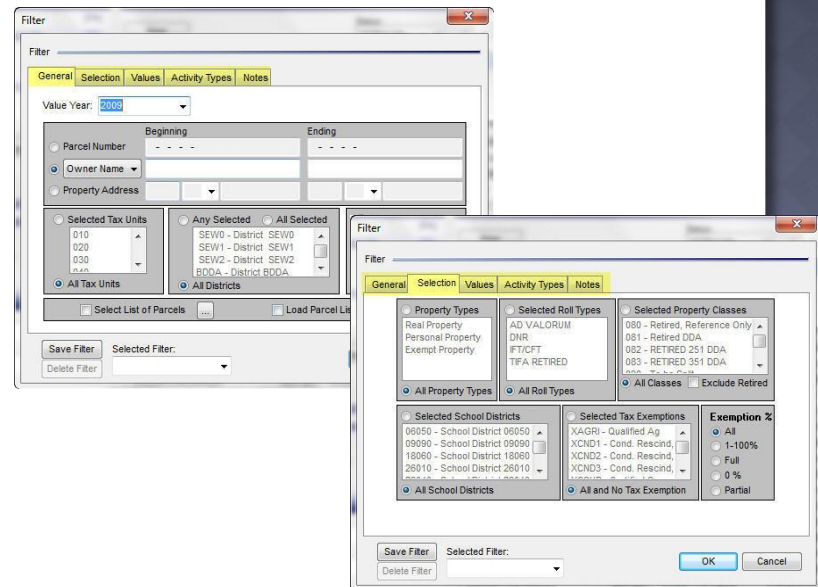 Filter
Filter
General Selection Values Activity Types Notes
Value Year: 2009
Beginning Ending
Parcel Number - - - - - - - -
Owner Name
Property Address
Selected Tax Units
010
020
030
All Tax Units
Any Selected All Selected
SEW0 - District SEW0
SEW1 - District SEW1
SEW2 - District SEW2
BDDA - District BDDA
All Districts
Select List of Parcels ... Load Parcel Lis
Save Filter Selected Filter:
Delete Filter
Filter
Filter
General Selection Values Activity Types Notes
Property Types
Real Property
Personal Property
Exempt Property
All Property Types
Selected Roll Types
AD VALORUM
DNR
IFT/CFT
TIFA RETIRED
All Roll Types
Selected Property Classes
080 - Retired, Reference Only
081 - Retired DDA
082 - RETIRED 251 DDA
083 - RETIRED 351 DDA
All Classes Exclude Retired
Selected School Districts
06050 - School District 06050
09090 - School District 09090
18060 - School District 18060
26010 - School District 26010
All School Districts
Selected Tax Exemptions
XAGRI - Qualified Ag
XCND1 - Cond. Rescind,
XCND2 - Cond. Rescind,
XCND3 - Cond. Rescind,
All and No Tax Exemption
Exemption %
All
1-100%
Full
0 %
Partial
Save Filter Selected Filter:
Delete Filter
OK Cancel